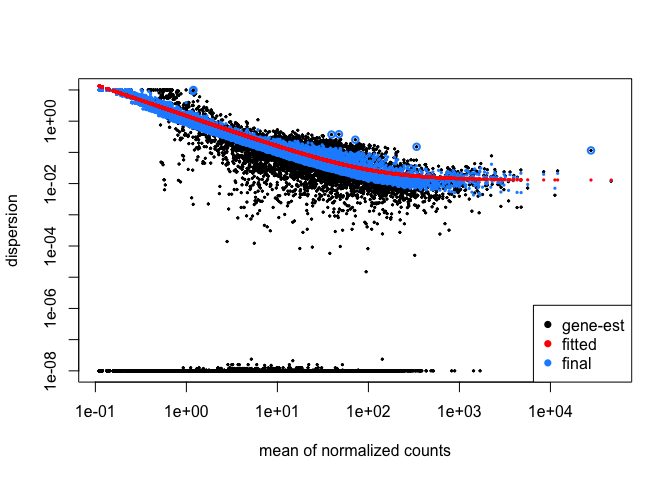 dispersion
1e+00
1e-02
1e-04
1e-06
1e-08
gene-est
fitted
final
1e-01 1e+00 1e+01 1e+02 1e+03 1e+04
mean of normalized counts